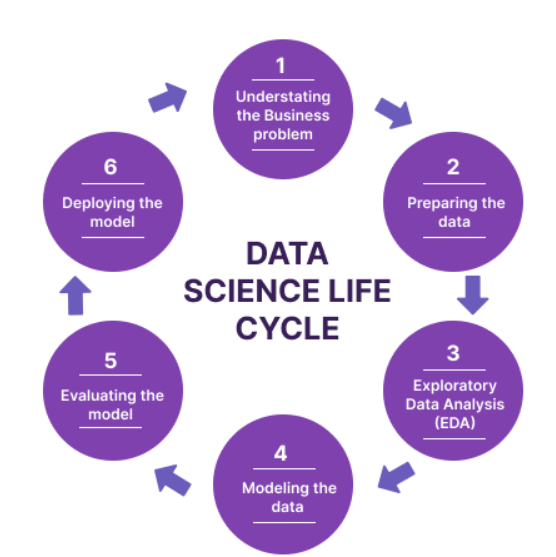 1
Understating
the Business
problem
2
Preparing the
data
3
Exploratory
Data Analysis
(EDA)
4
Modeling the
data
5
Evaluating the
model
6
Deploying the
model
DATA
SCIENCE LIFE
CYCLE